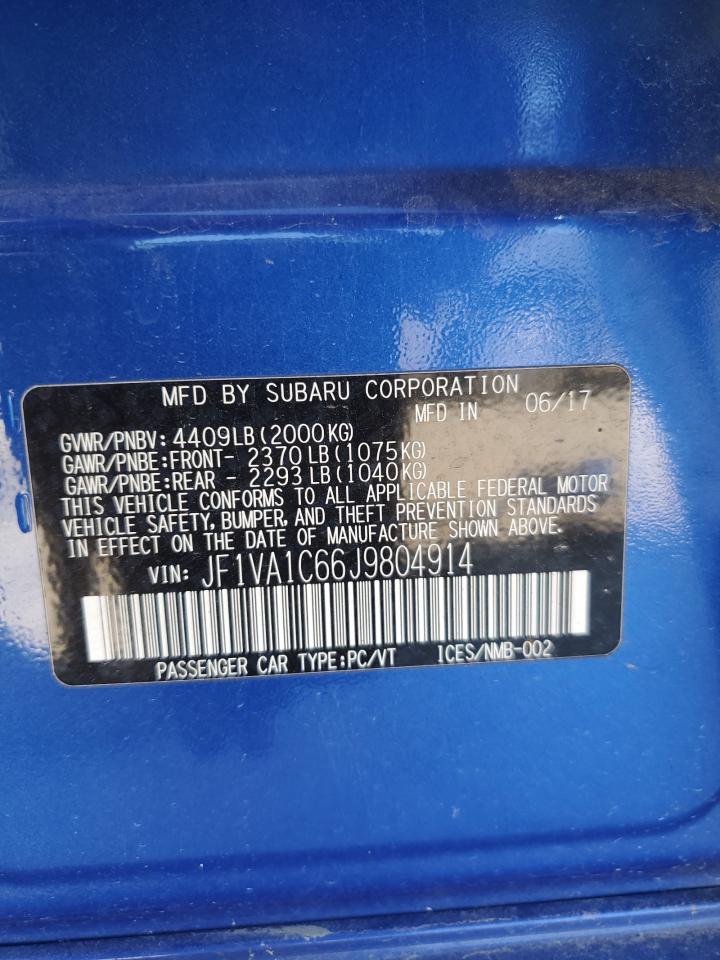 MFD BY SUBARU CORPORATION
MFD IN 06/17
GVWR/PNBV: 4409LB(2000KG)
GAWR/PNBE:FRONT- 2370LB(1075KG)
GAWR/PNBE:REAR - 2293LB(1040KG)
THIS VEHICLE CONFORMS TO ALL APPLICABLE FEDERAL MOTOR
VEHICLE SAFETY, BUMPER, AND THEFT PREVENTION STANDARDS
IN EFFECT ON THE DATE OF MANUFACTURE SHOWN ABOVE.
VIN: JF1VA1C66J9804914
PASSENGER CAR TYPE:PC/VT ICES/NMB-002